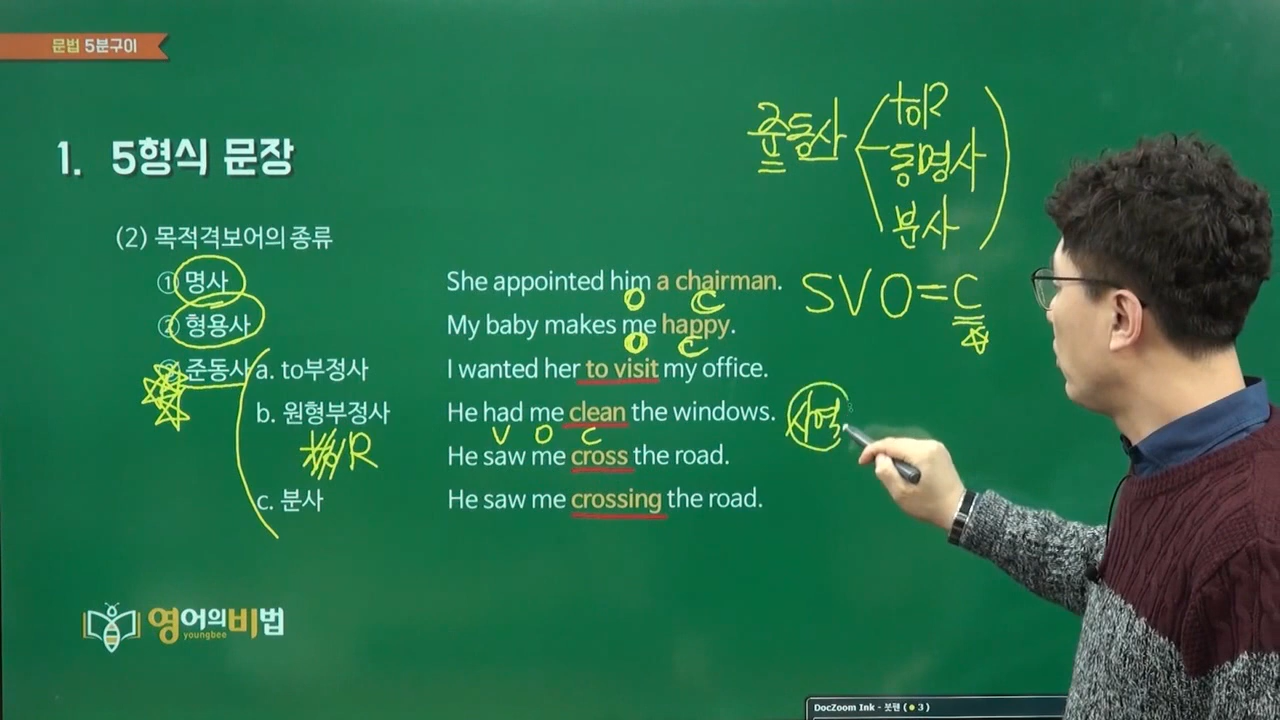 문법 5분구이
1. 5형식 문장
준동사
to R
동명사
분사
(2) 목적격보어의 종류
① 명사 She appointed him a chairman.
O C
SVO=C
② 형용사 My baby makes me happy.
O C
③ 준동사 a. to부정사 I wanted her to visit my office.
b. 원형부정사 He had me clean the windows.
사역
V O C
R
He saw me cross the road.
c. 분사 He saw me crossing the road.
영어의비법
youngbee
DocZoom Ink - 붓펜 ( 3 )